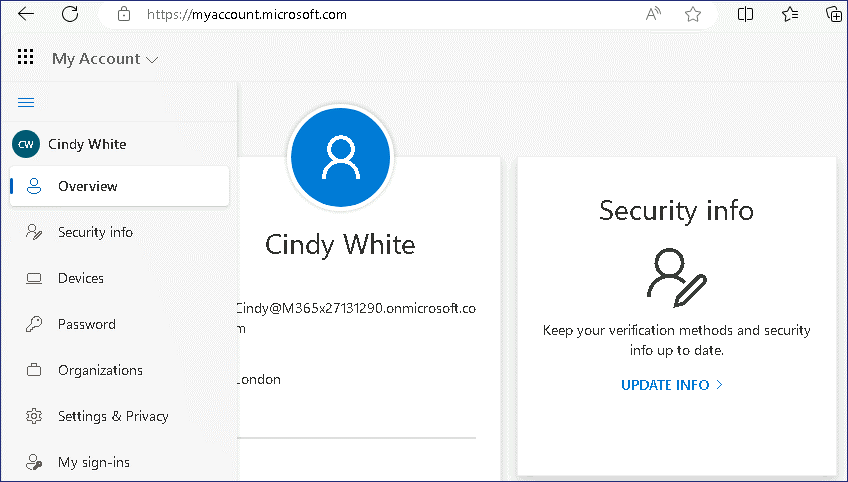 https://myaccount.microsoft.com
My Account
CW Cindy White
Overview
Security info
Devices
Password
Organizations
Settings & Privacy
My sign-ins
Cindy White
Cindy@M365x27131290.onmicrosoft.co
m
London
Security info
Keep your verification methods and security
info up to date.
UPDATE INFO